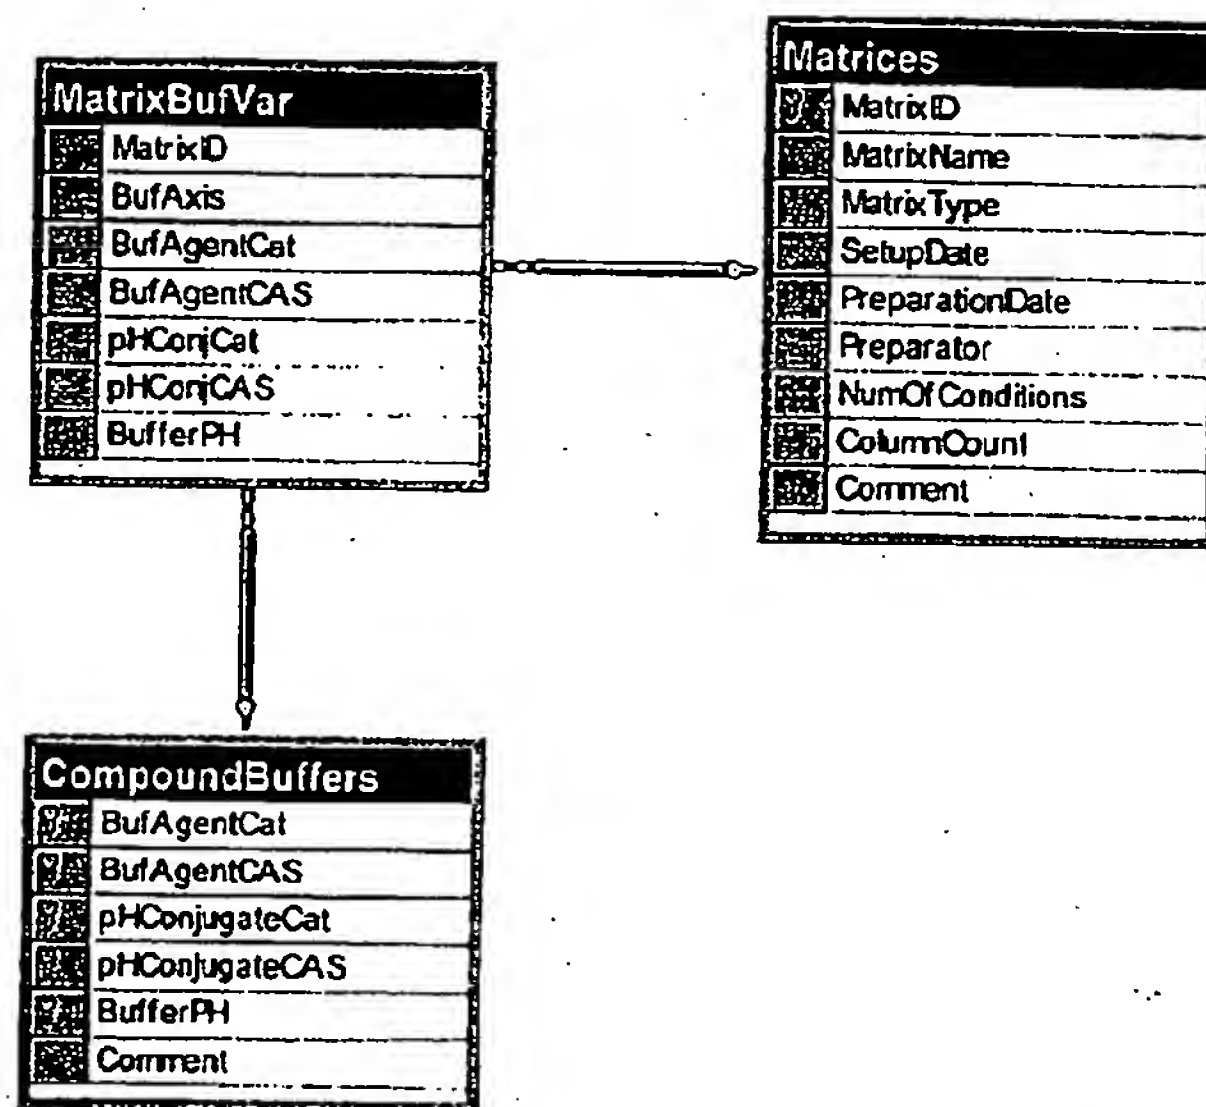 MatrixBufVar
MatrixID
BufAxis
BufAgentCat
BufAgentCAS
pHConjCat
pHConjCAS
BufferPH
Matrices
MatrixID
MatrixName
MatrixType
SetupDate
PreparationDate
Preparator
NumOfConditions
ColumnCount
Comment
CompoundBuffers
BufAgentCat
BufAgentCAS
pHConjugateCat
pHConjugateCAS
BufferPH
Comment